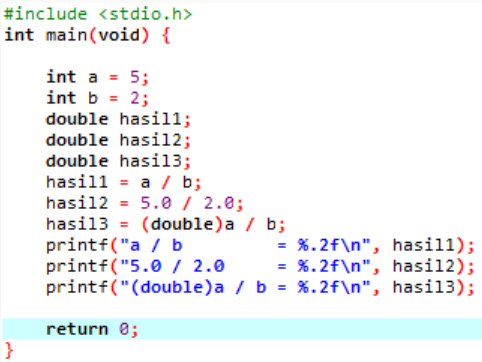 #include <stdio.h>
int main(void) {
int a = 5;
int b = 2;
double hasil1;
double hasil2;
double hasil3;
hasil1 = a / b;
hasil2 = 5.0 / 2.0;
hasil3 = (double)a / b;
printf("a / b         = %.2f\n", hasil1);
printf("5.0 / 2.0     = %.2f\n", hasil2);
printf("(double)a / b = %.2f\n", hasil3);
return 0;
}